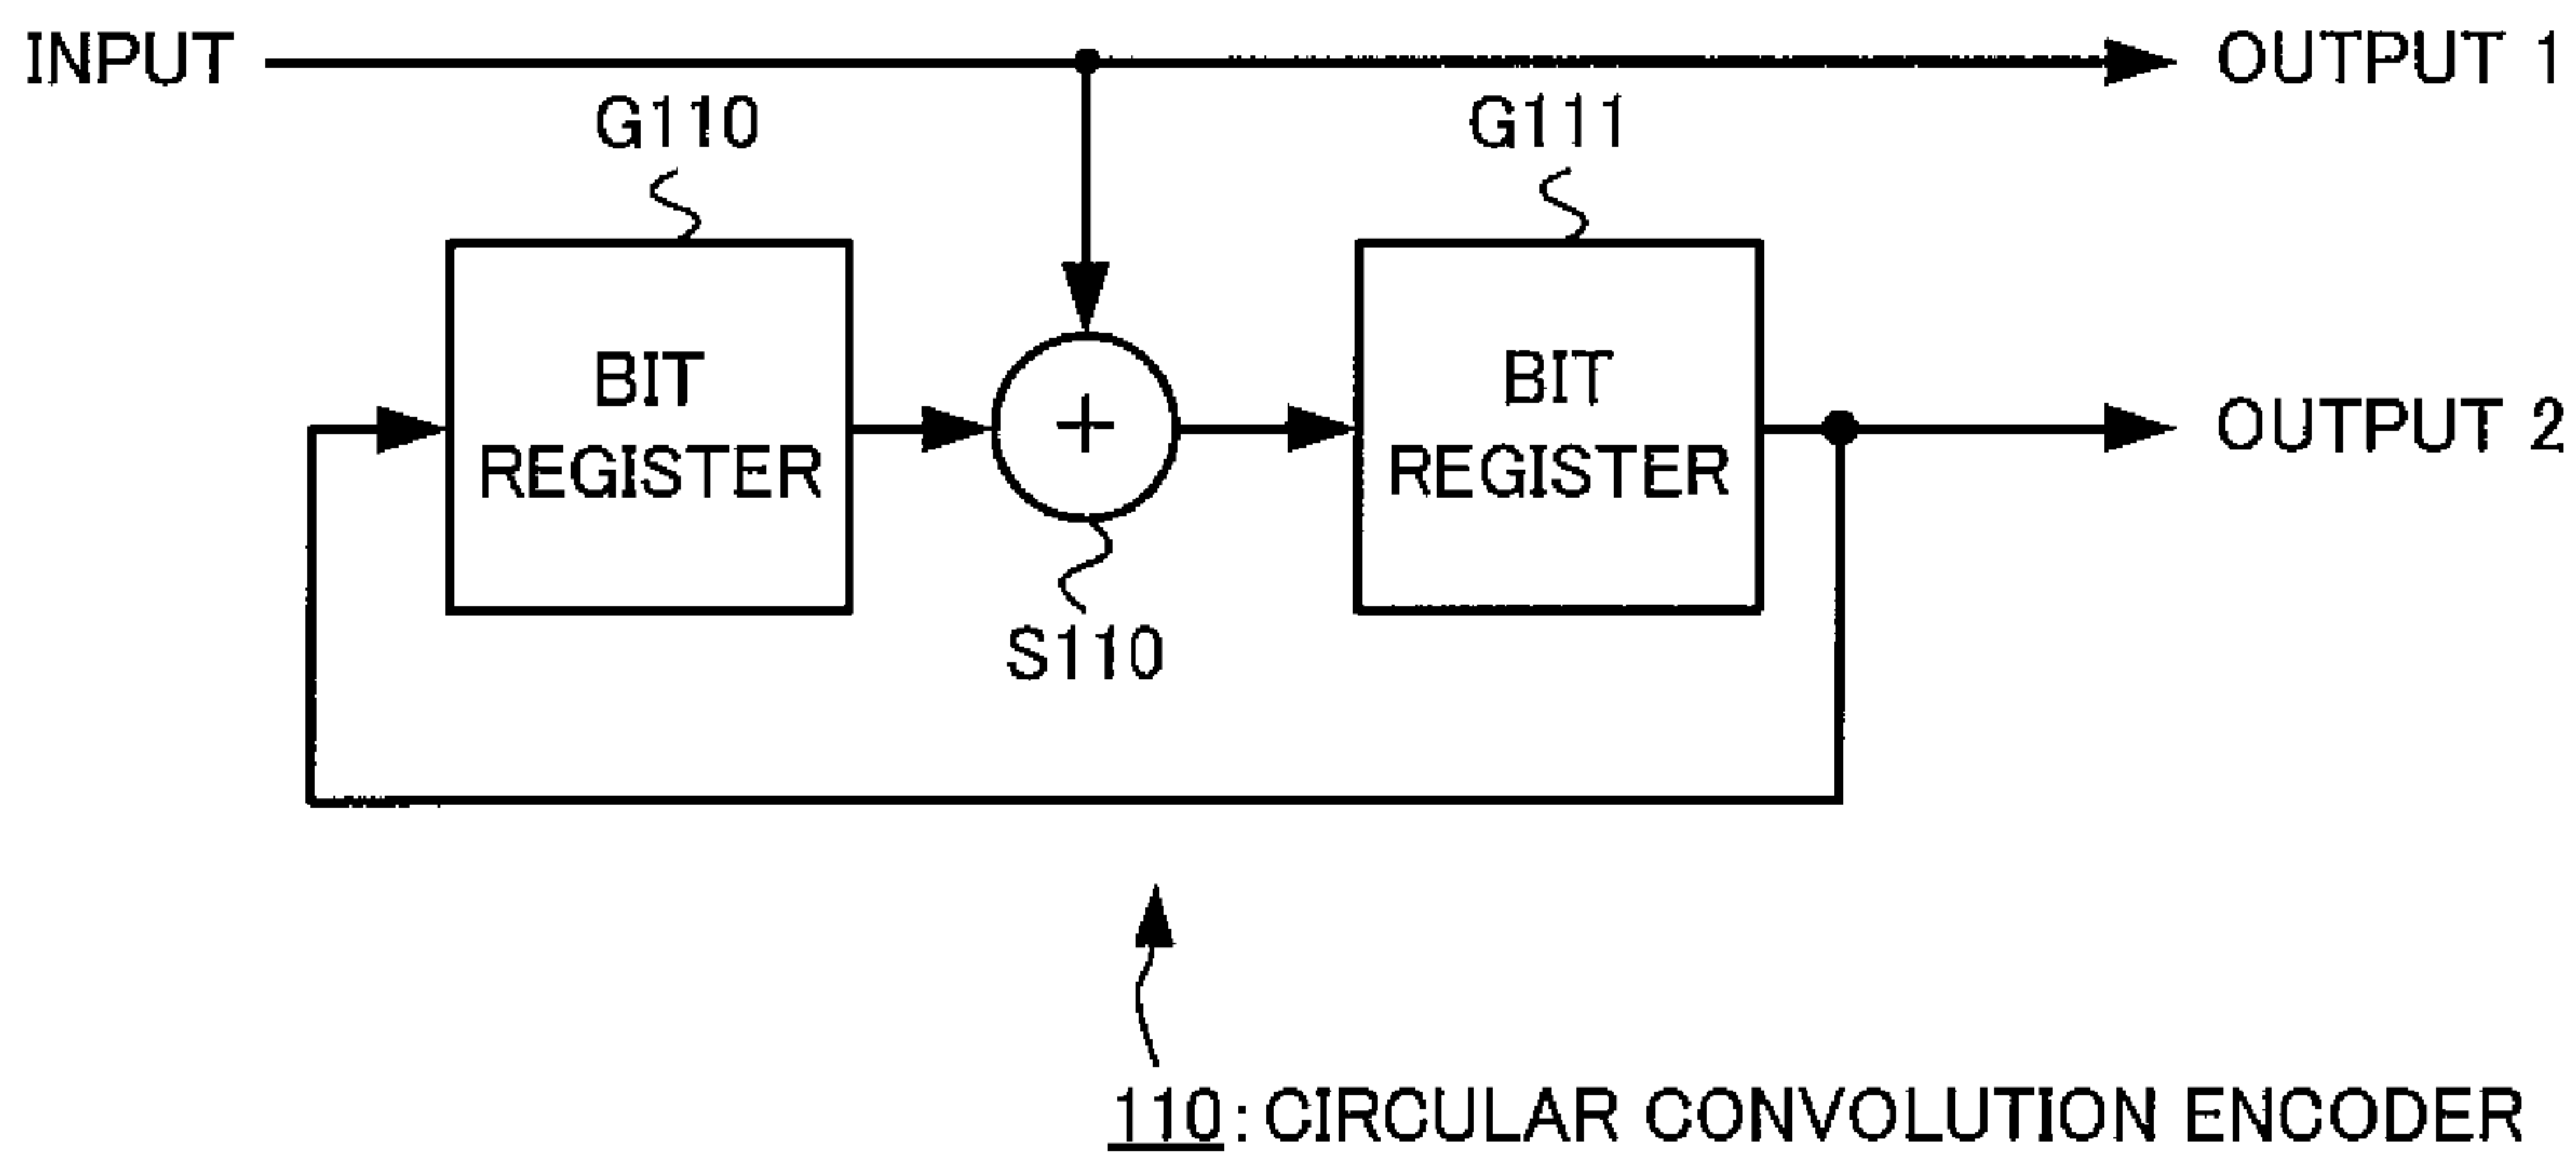 INPUT
OUTPUT 1
G110
G111
BIT
REGISTER
+
BIT
REGISTER
OUTPUT 2
S110
110: CIRCULAR CONVOLUTION ENCODER